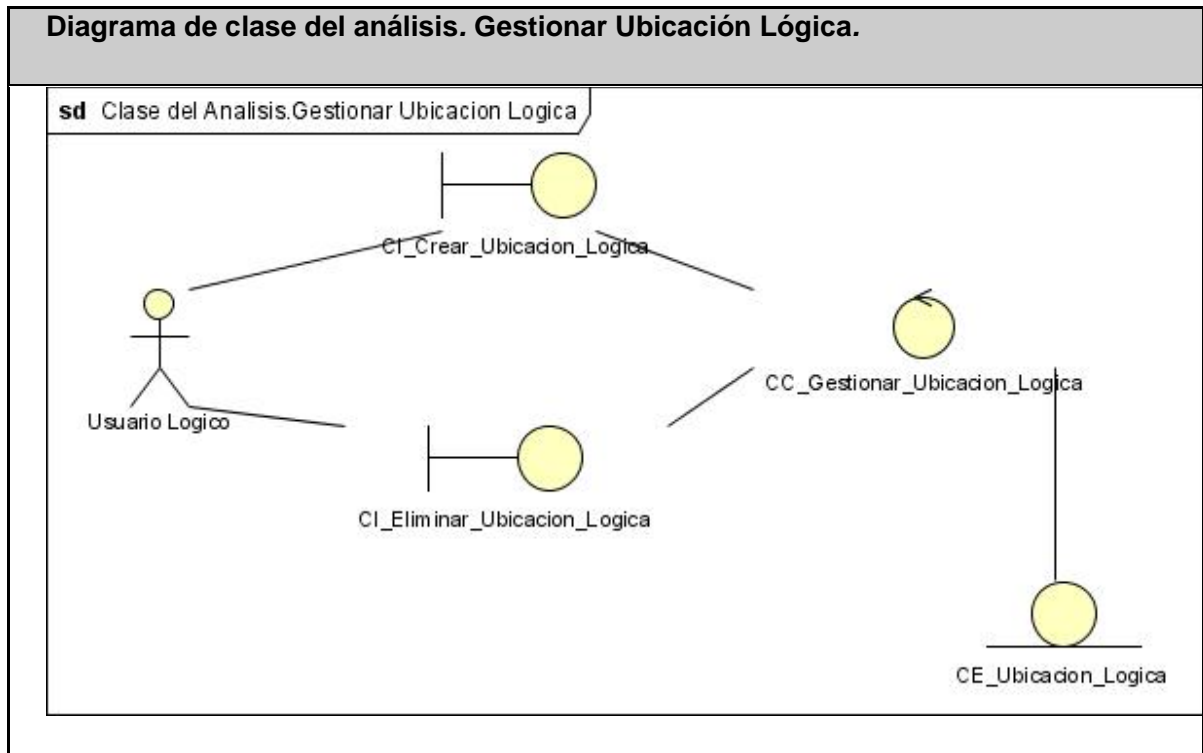 Diagrama de clase del análisis. Gestionar Ubicación Lógica.
sd Clase del Analisis.Gestionar Ubicacion Logica
CI_Crear_Ubicacion_Logica
Usuario Logico
CC_Gestionar_Ubicacion_Logica
CI_Eliminar_Ubicacion_Logica
CE_Ubicacion_Logica